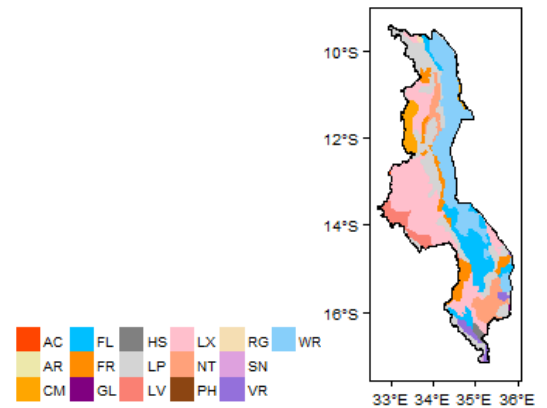 10°S
12°S
14°S
16°S
33°E 34°E 35°E 36°E
AC FL HS LX RG WR
AR FR LP NT SN
CM GL LV PH VR